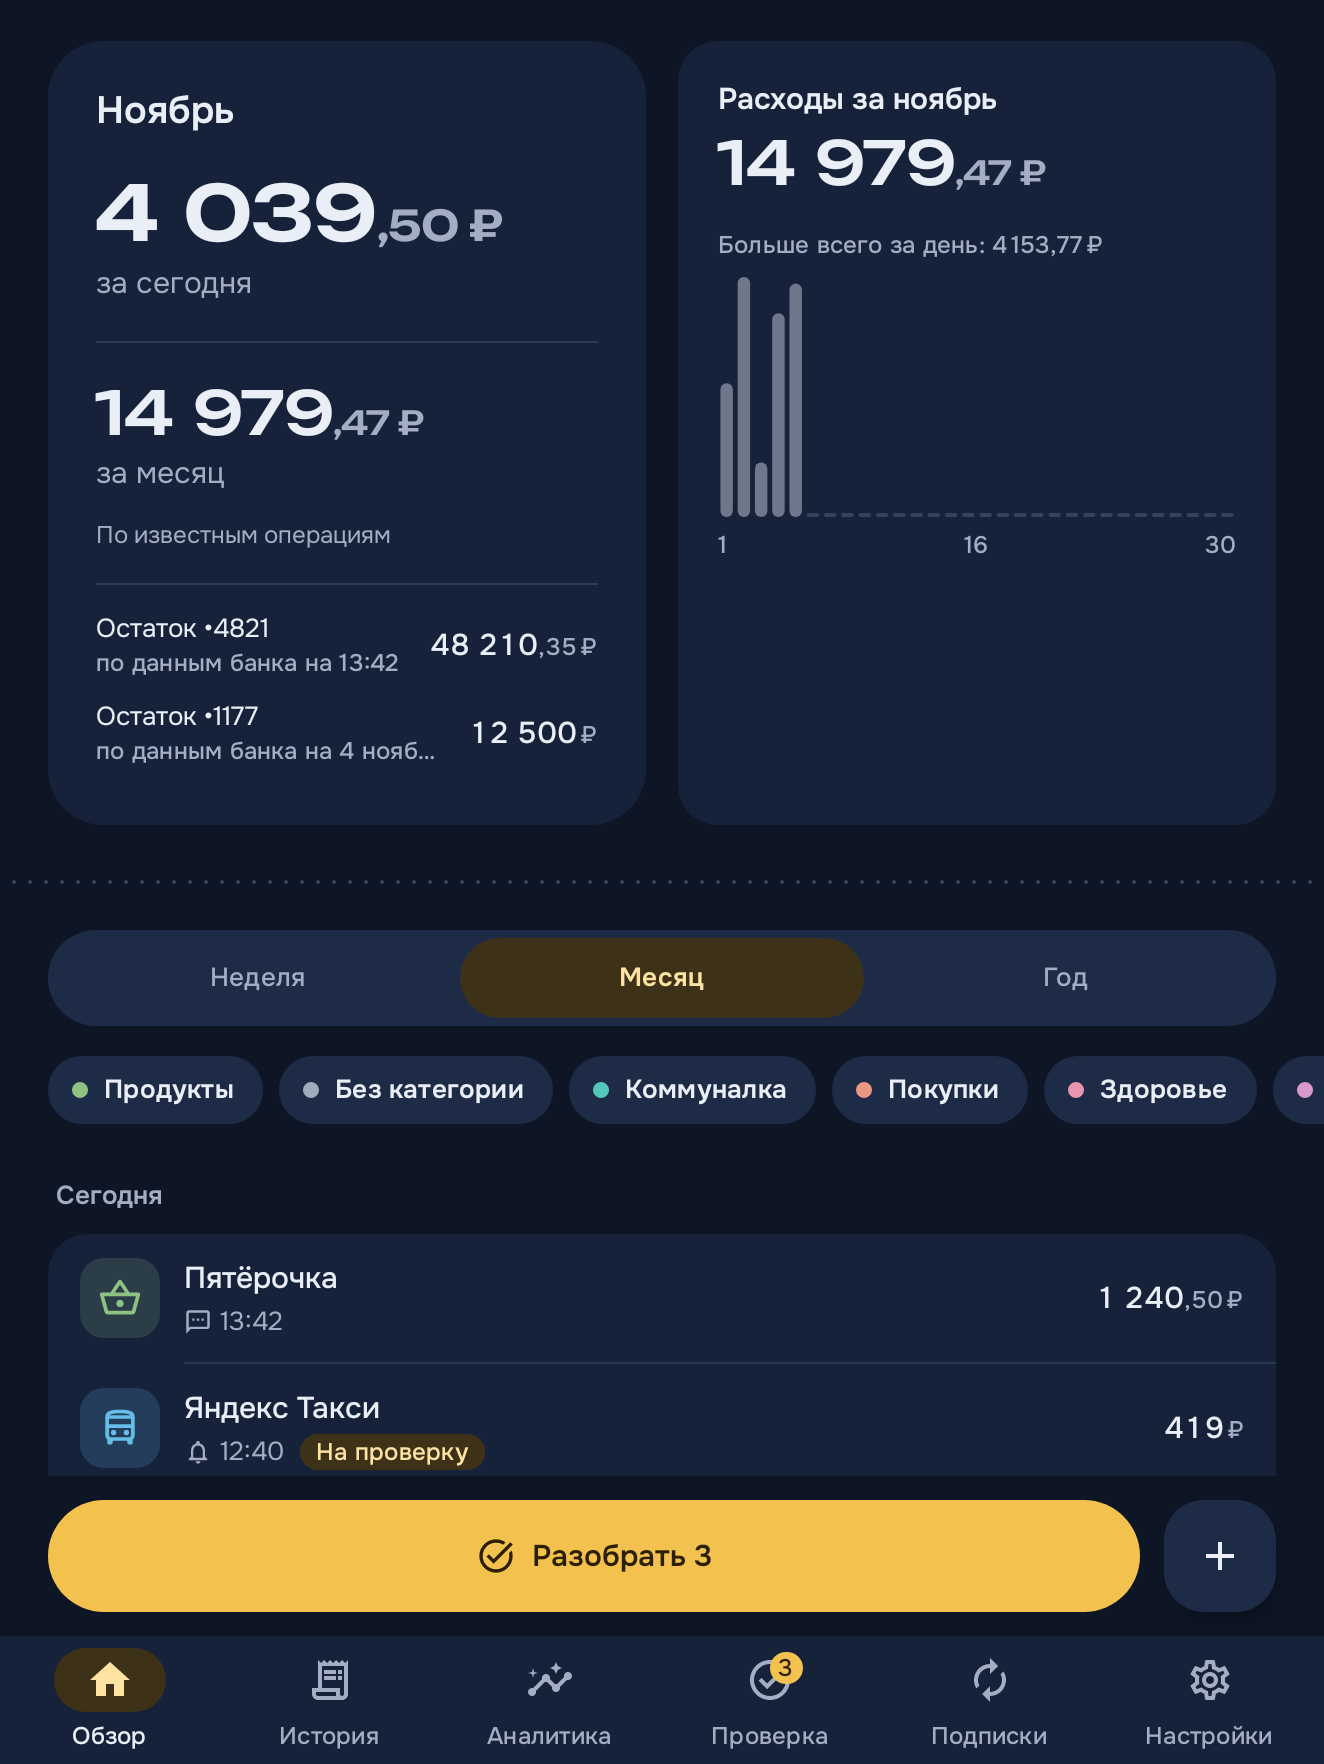 Ноябрь
4 039,50 ₽
за сегодня
14 979,47 ₽
за месяц
По известным операциям
Остаток •4821
по данным банка на 13:42
48 210,35 ₽
Остаток •1177
по данным банка на 4 нояб...
12 500 ₽
Расходы за ноябрь
14 979,47 ₽
Больше всего за день: 4 153,77 ₽
1 16 30
Неделя Месяц Год
Продукты Без категории Коммуналка Покупки Здоровье
Сегодня
Пятёрочка
13:42
1 240,50 ₽
Яндекс Такси
12:40 На проверку
419 ₽
Разобрать 3
3
Обзор История Аналитика Проверка Подписки Настройки